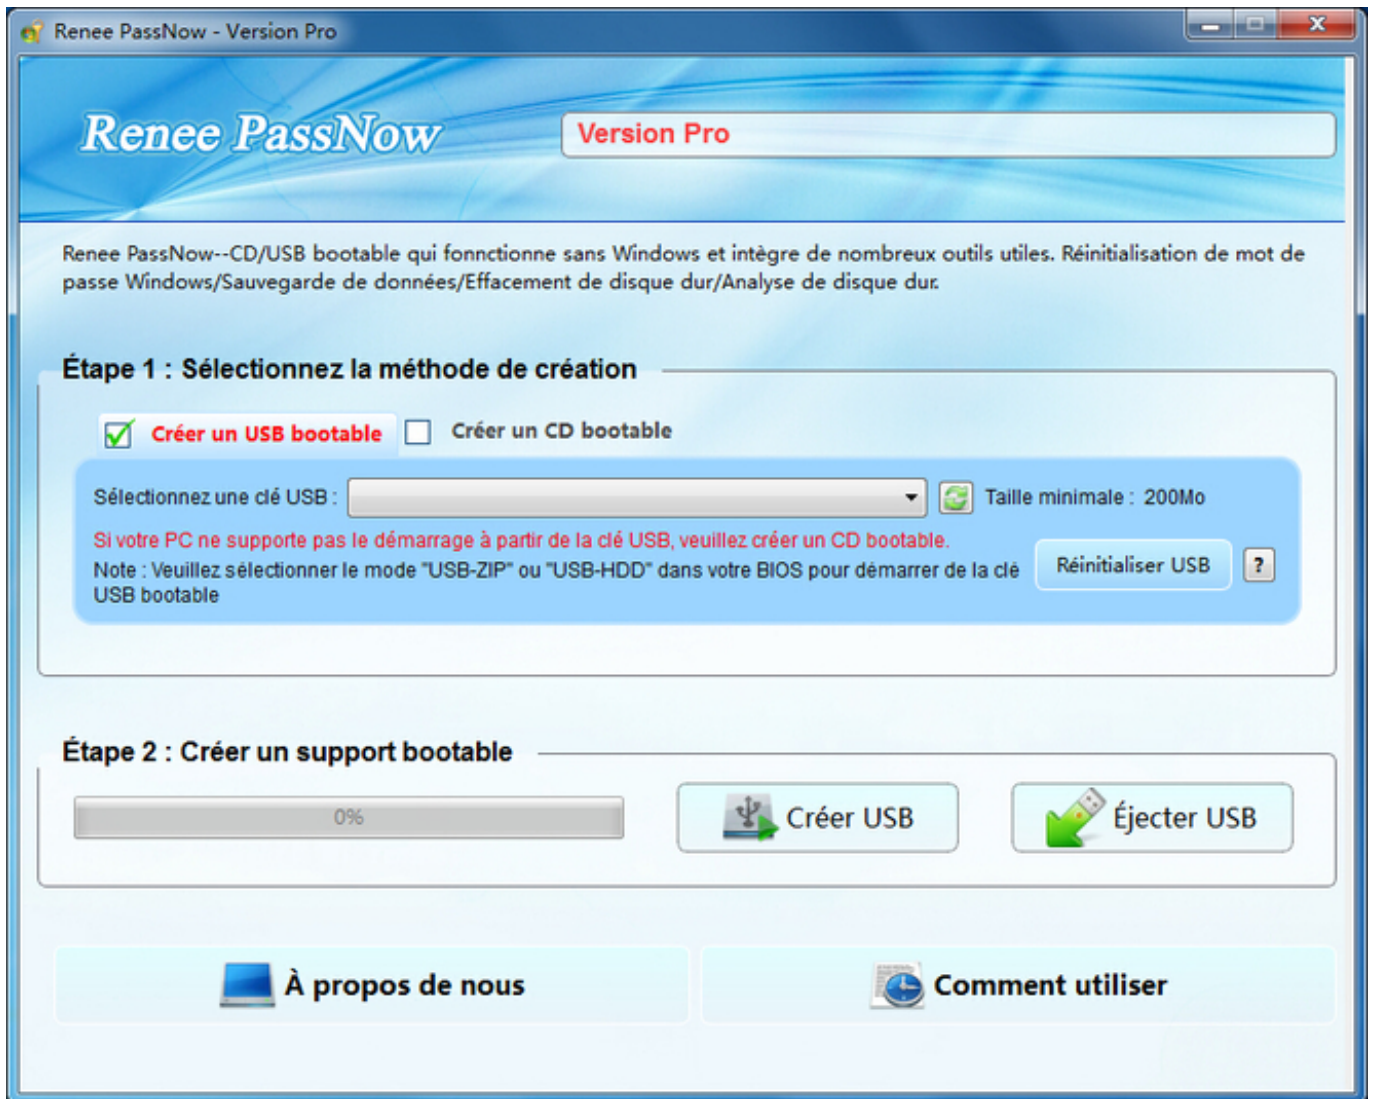 Renee PassNow - Version Pro
Renee PassNow
Version Pro
Renee PassNow--CD/USB bootable qui fonnctionne sans Windows et intègre de nombreux outils utiles. Réinitialisation de mot de
passe Windows/Sauvegarde de données/Effacement de disque dur/Analyse de disque dur.
Étape 1 : Sélectionnez la méthode de création
Créer un USB bootable
Créer un CD bootable
Sélectionnez une clé USB :
Taille minimale : 200Mo
Si votre PC ne supporte pas le démarrage à partir de la clé USB, veuillez créer un CD bootable.
Note : Veuillez sélectionner le mode "USB-ZIP" ou "USB-HDD" dans votre BIOS pour démarrer de la clé
USB bootable
Réinitialiser USB
?
Étape 2 : Créer un support bootable
0%
Créer USB
Éjecter USB
À propos de nous
Comment utiliser